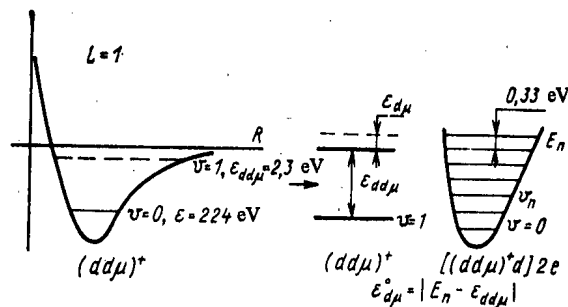 L=1
R
υ=1, ε_ddμ=2,3 eV
υ=0, ε=224 eV
(ddμ)⁺
ε_dμ
ε_ddμ
υ=1
(ddμ)⁺
0,33 eV
E_n
υ_n
υ=0
[(ddμ)⁺d]2e
ε°_dμ=|E_n - ε_ddμ|